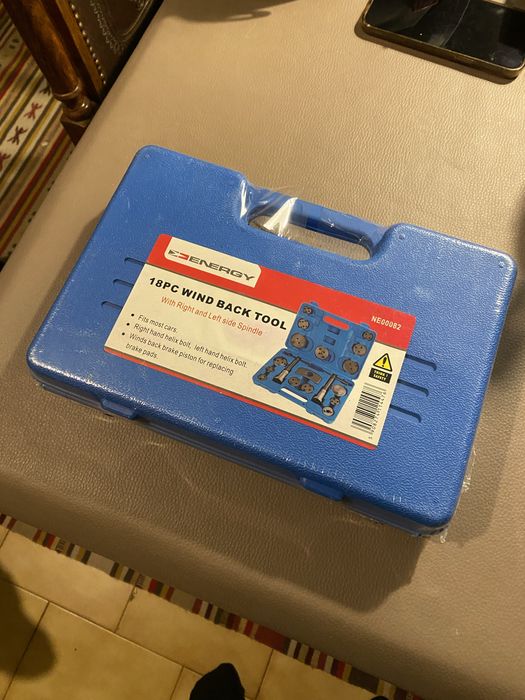 ENERGY
18PC WIND BACK TOOL
With Right and Left side Spindle
NE00082
• Fits most cars.
• Right hand helix bolt, left hand helix bolt
• Winds back brake piston for replacing
brake pads.